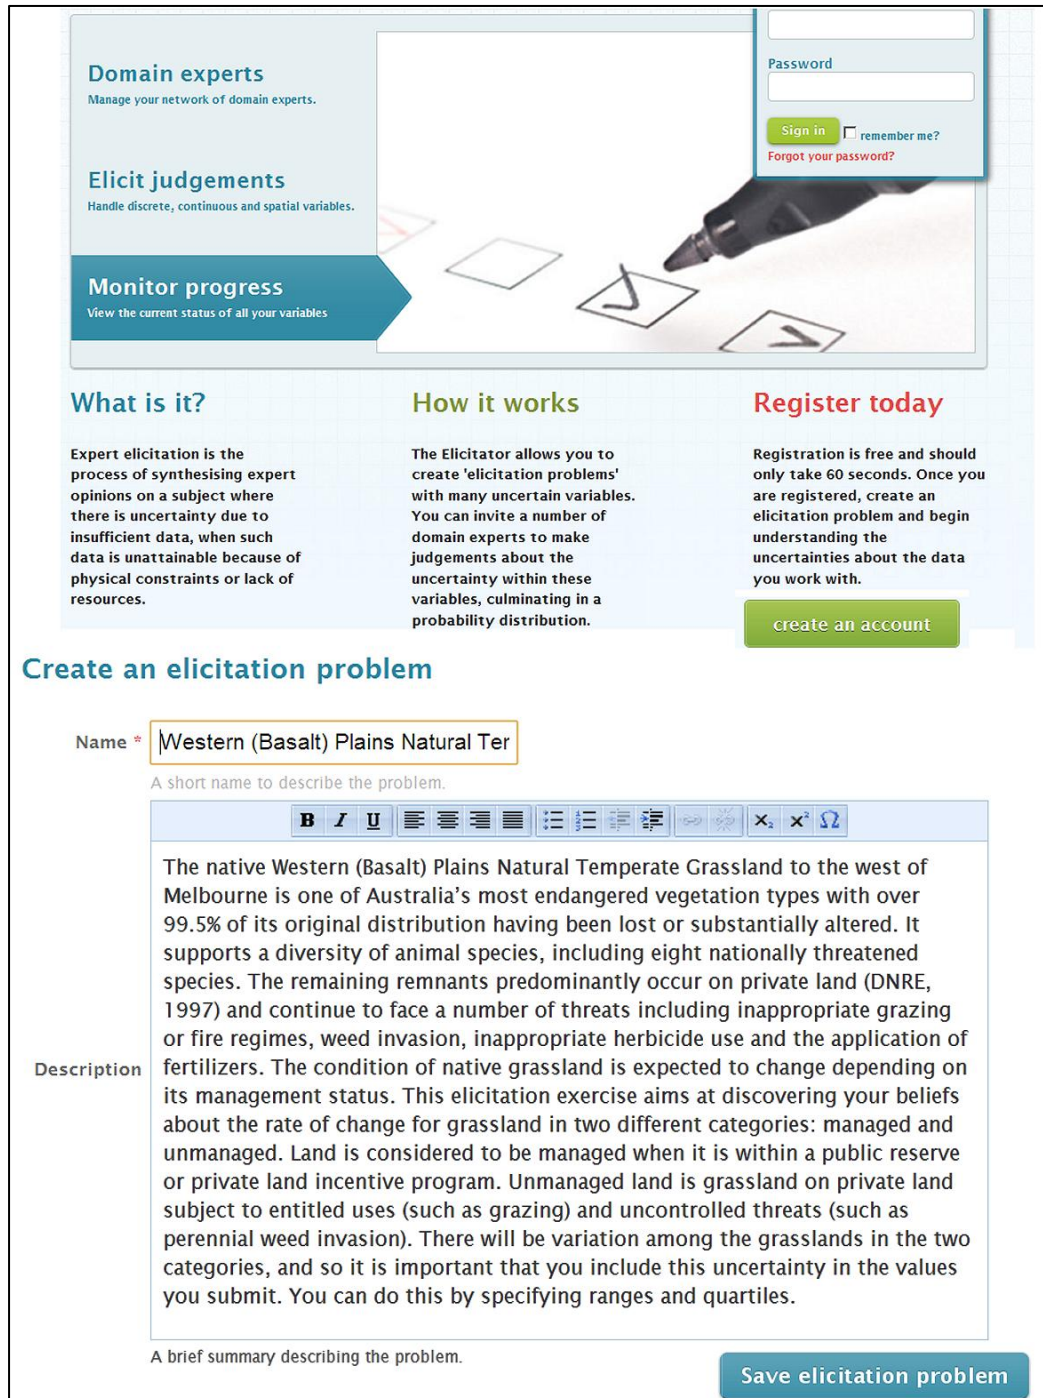 Domain experts
Manage your network of domain experts.
Elicit judgements
Handle discrete, continuous and spatial variables.
Monitor progress
View the current status of all your variables
Password
Sign in
remember me?
Forgot your password?
What is it?
Expert elicitation is the
process of synthesising expert
opinions on a subject where
there is uncertainty due to
insufficient data, when such
data is unattainable because of
physical constraints or lack of
resources.
How it works
The Elicitator allows you to
create 'elicitation problems'
with many uncertain variables.
You can invite a number of
domain experts to make
judgements about the
uncertainty within these
variables, culminating in a
probability distribution.
Register today
Registration is free and should
only take 60 seconds. Once you
are registered, create an
elicitation problem and begin
understanding the
uncertainties about the data
you work with.
create an account
Create an elicitation problem
Name *
Western (Basalt) Plains Natural Ter
A short name to describe the problem.
B I U x₂ x² Ω
Description
The native Western (Basalt) Plains Natural Temperate Grassland to the west of
Melbourne is one of Australia’s most endangered vegetation types with over
99.5% of its original distribution having been lost or substantially altered. It
supports a diversity of animal species, including eight nationally threatened
species. The remaining remnants predominantly occur on private land (DNRE,
1997) and continue to face a number of threats including inappropriate grazing
or fire regimes, weed invasion, inappropriate herbicide use and the application of
fertilizers. The condition of native grassland is expected to change depending on
its management status. This elicitation exercise aims at discovering your beliefs
about the rate of change for grassland in two different categories: managed and
unmanaged. Land is considered to be managed when it is within a public reserve
or private land incentive program. Unmanaged land is grassland on private land
subject to entitled uses (such as grazing) and uncontrolled threats (such as
perennial weed invasion). There will be variation among the grasslands in the two
categories, and so it is important that you include this uncertainty in the values
you submit. You can do this by specifying ranges and quartiles.
A brief summary describing the problem.
Save elicitation problem